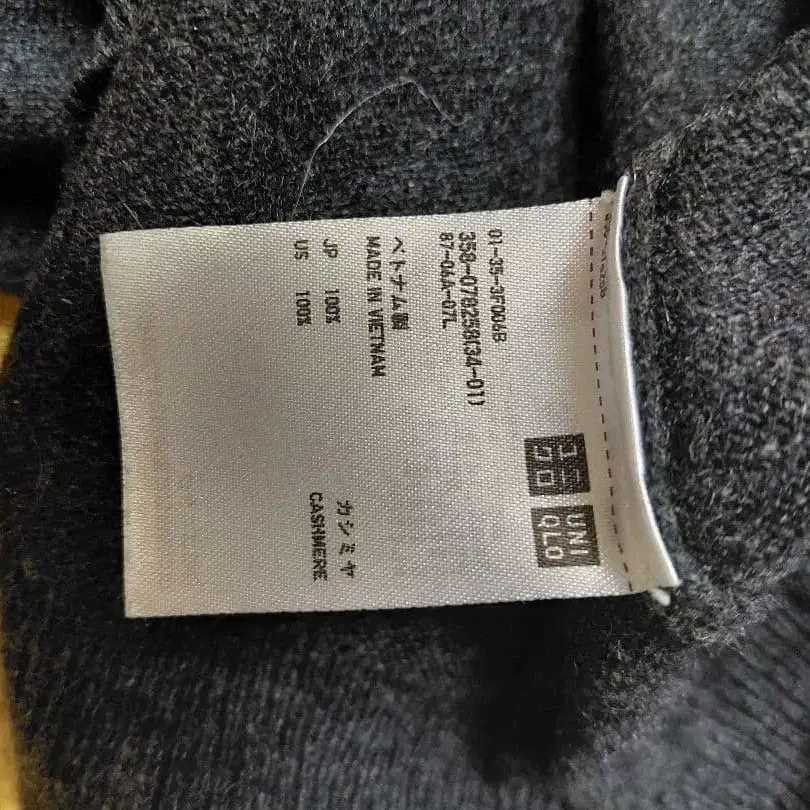 ユニ
クロ
UNI
QLO
01-35-3F004B
358-078258(34-01)
87-04A-07L
ベトナム製
MADE IN VIETNAM
JP 100% カシミヤ
US 100% CASHMERE